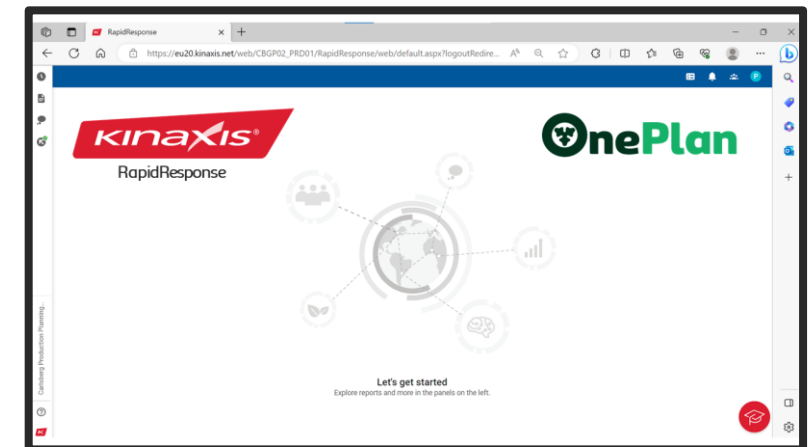 RapidResponse
https://eu20.kinaxis.net/web/CBGP02_PRD01/RapidResponse/web/default.aspx?logoutRedire...
P
KINAXIS®
RapidResponse
OnePlan
Let's get started
Explore reports and more in the panels on the left.
Carlsberg Production Planning...